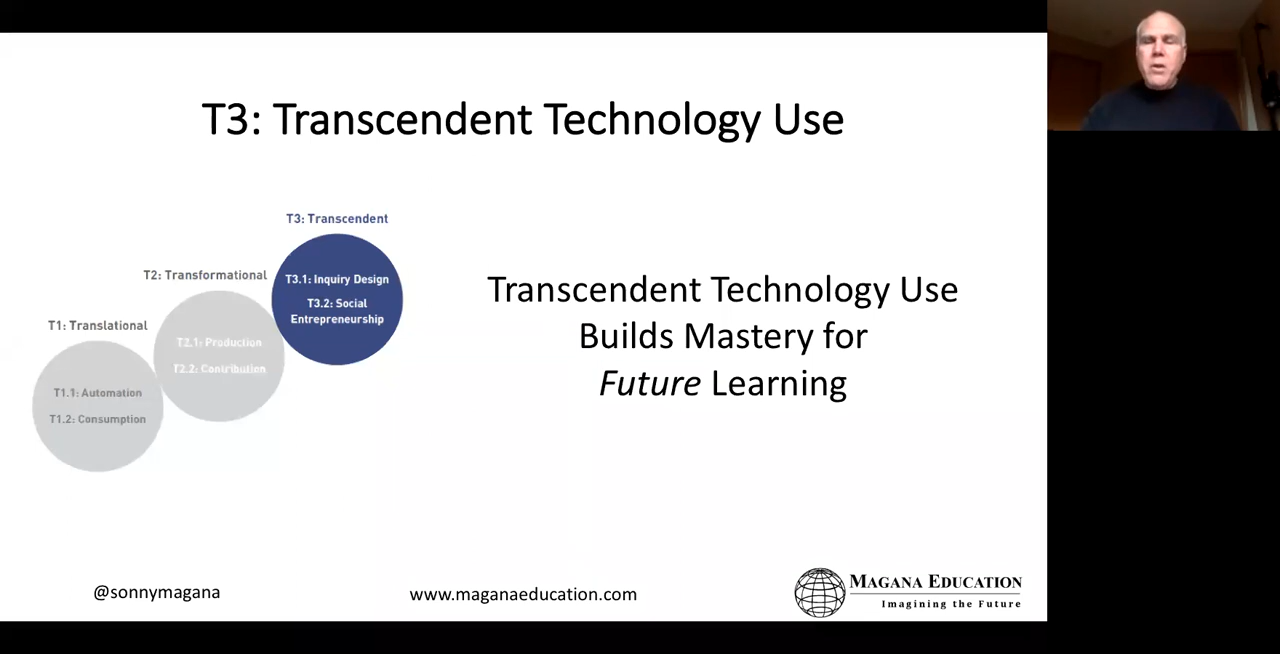 T3: Transcendent Technology Use
T3: Transcendent
T3.1: Inquiry Design
T3.2: Social
Entrepreneurship
T2: Transformational
T2.1: Production
T2.2: Contribution
T1: Translational
T1.1: Automation
T1.2: Consumption
Transcendent Technology Use
Builds Mastery for
Future Learning
@sonnymagana
www.maganaeducation.com
MAGANA EDUCATION
Imagining the Future